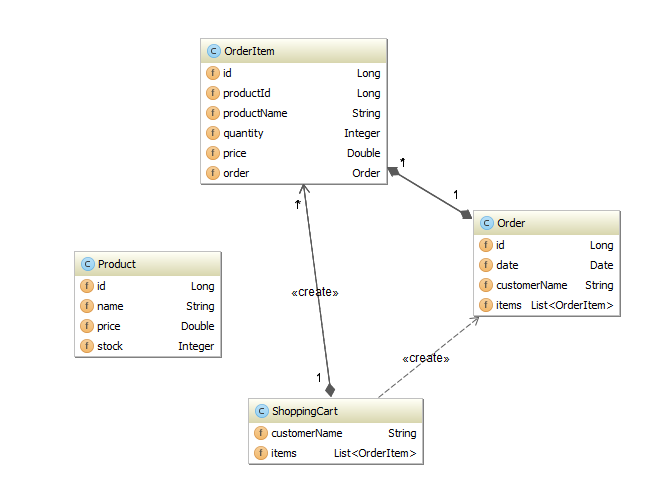 C OrderItem
f id Long
f productId Long
f productName String
f quantity Integer
f price Double
f order Order
1
1
1
*
C Order
f id Long
f date Date
f customerName String
f items List<OrderItem>
C Product
f id Long
f name String
f price Double
f stock Integer
«create»
«create»
1
C ShoppingCart
f customerName String
f items List<OrderItem>